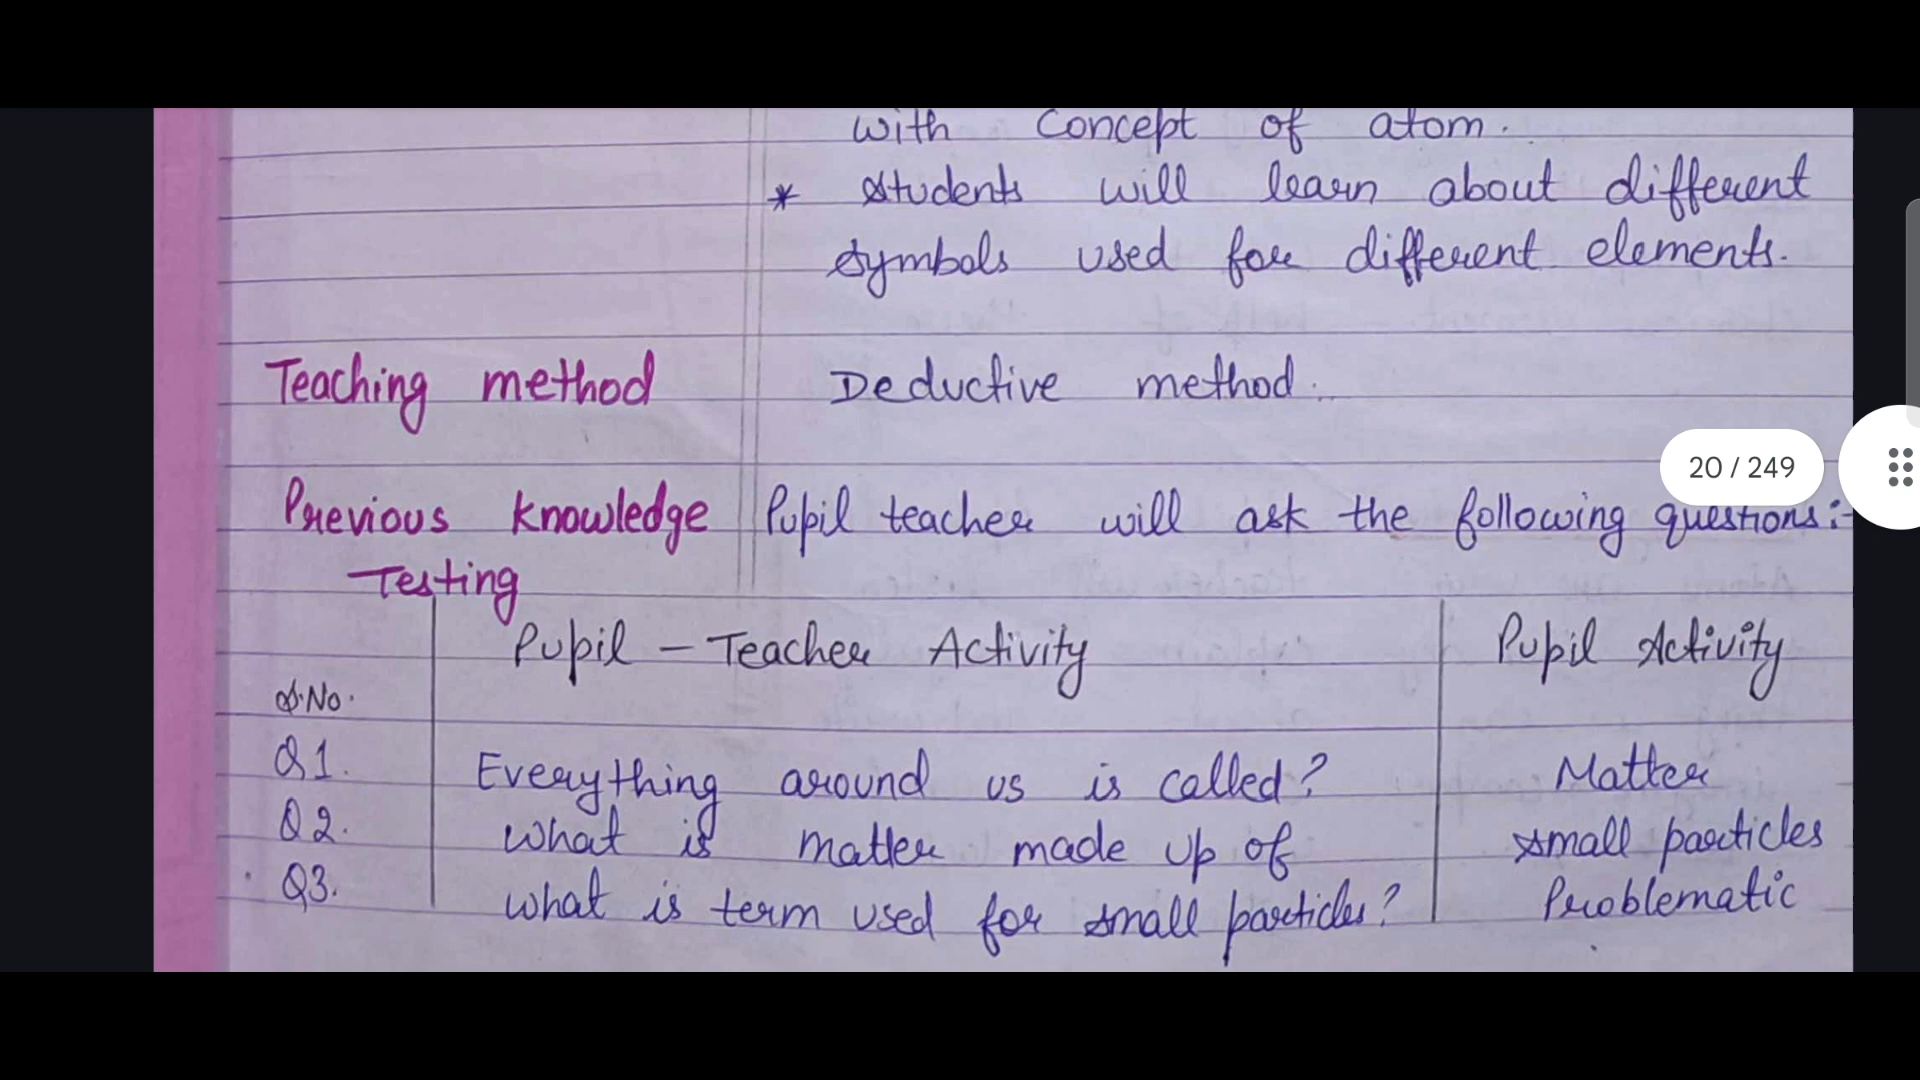 with concept of atom.
* Students will learn about different
symbols used for different elements.
Teaching method Deductive method.
20 / 249
Previous knowledge Pupil teacher will ask the following questions:-
Testing
Pupil - Teacher Activity Pupil Activity
S.No.
Q1. Everything around us is called? Matter
Q2. What is matter made up of small particles
Q3. What is term used for small particles? Problematic